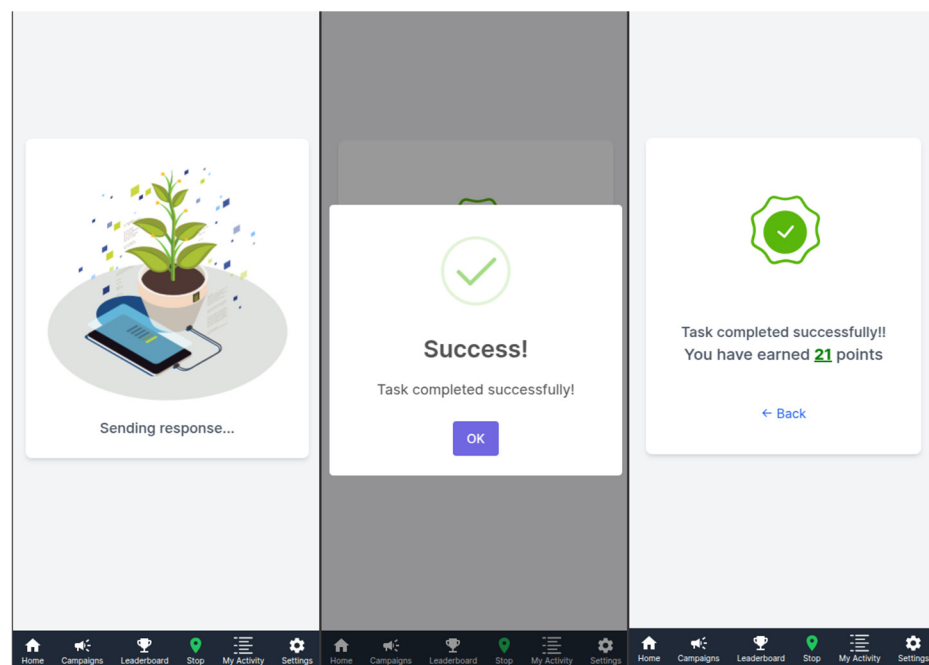 Sending response...
Home Campaigns Leaderboard Stop My Activity Settings
Success!
Task completed successfully!
OK
Home Campaigns Leaderboard Stop My Activity Settings
Task completed successfully!!
You have earned 21 points
← Back
Home Campaigns Leaderboard Stop My Activity Settings